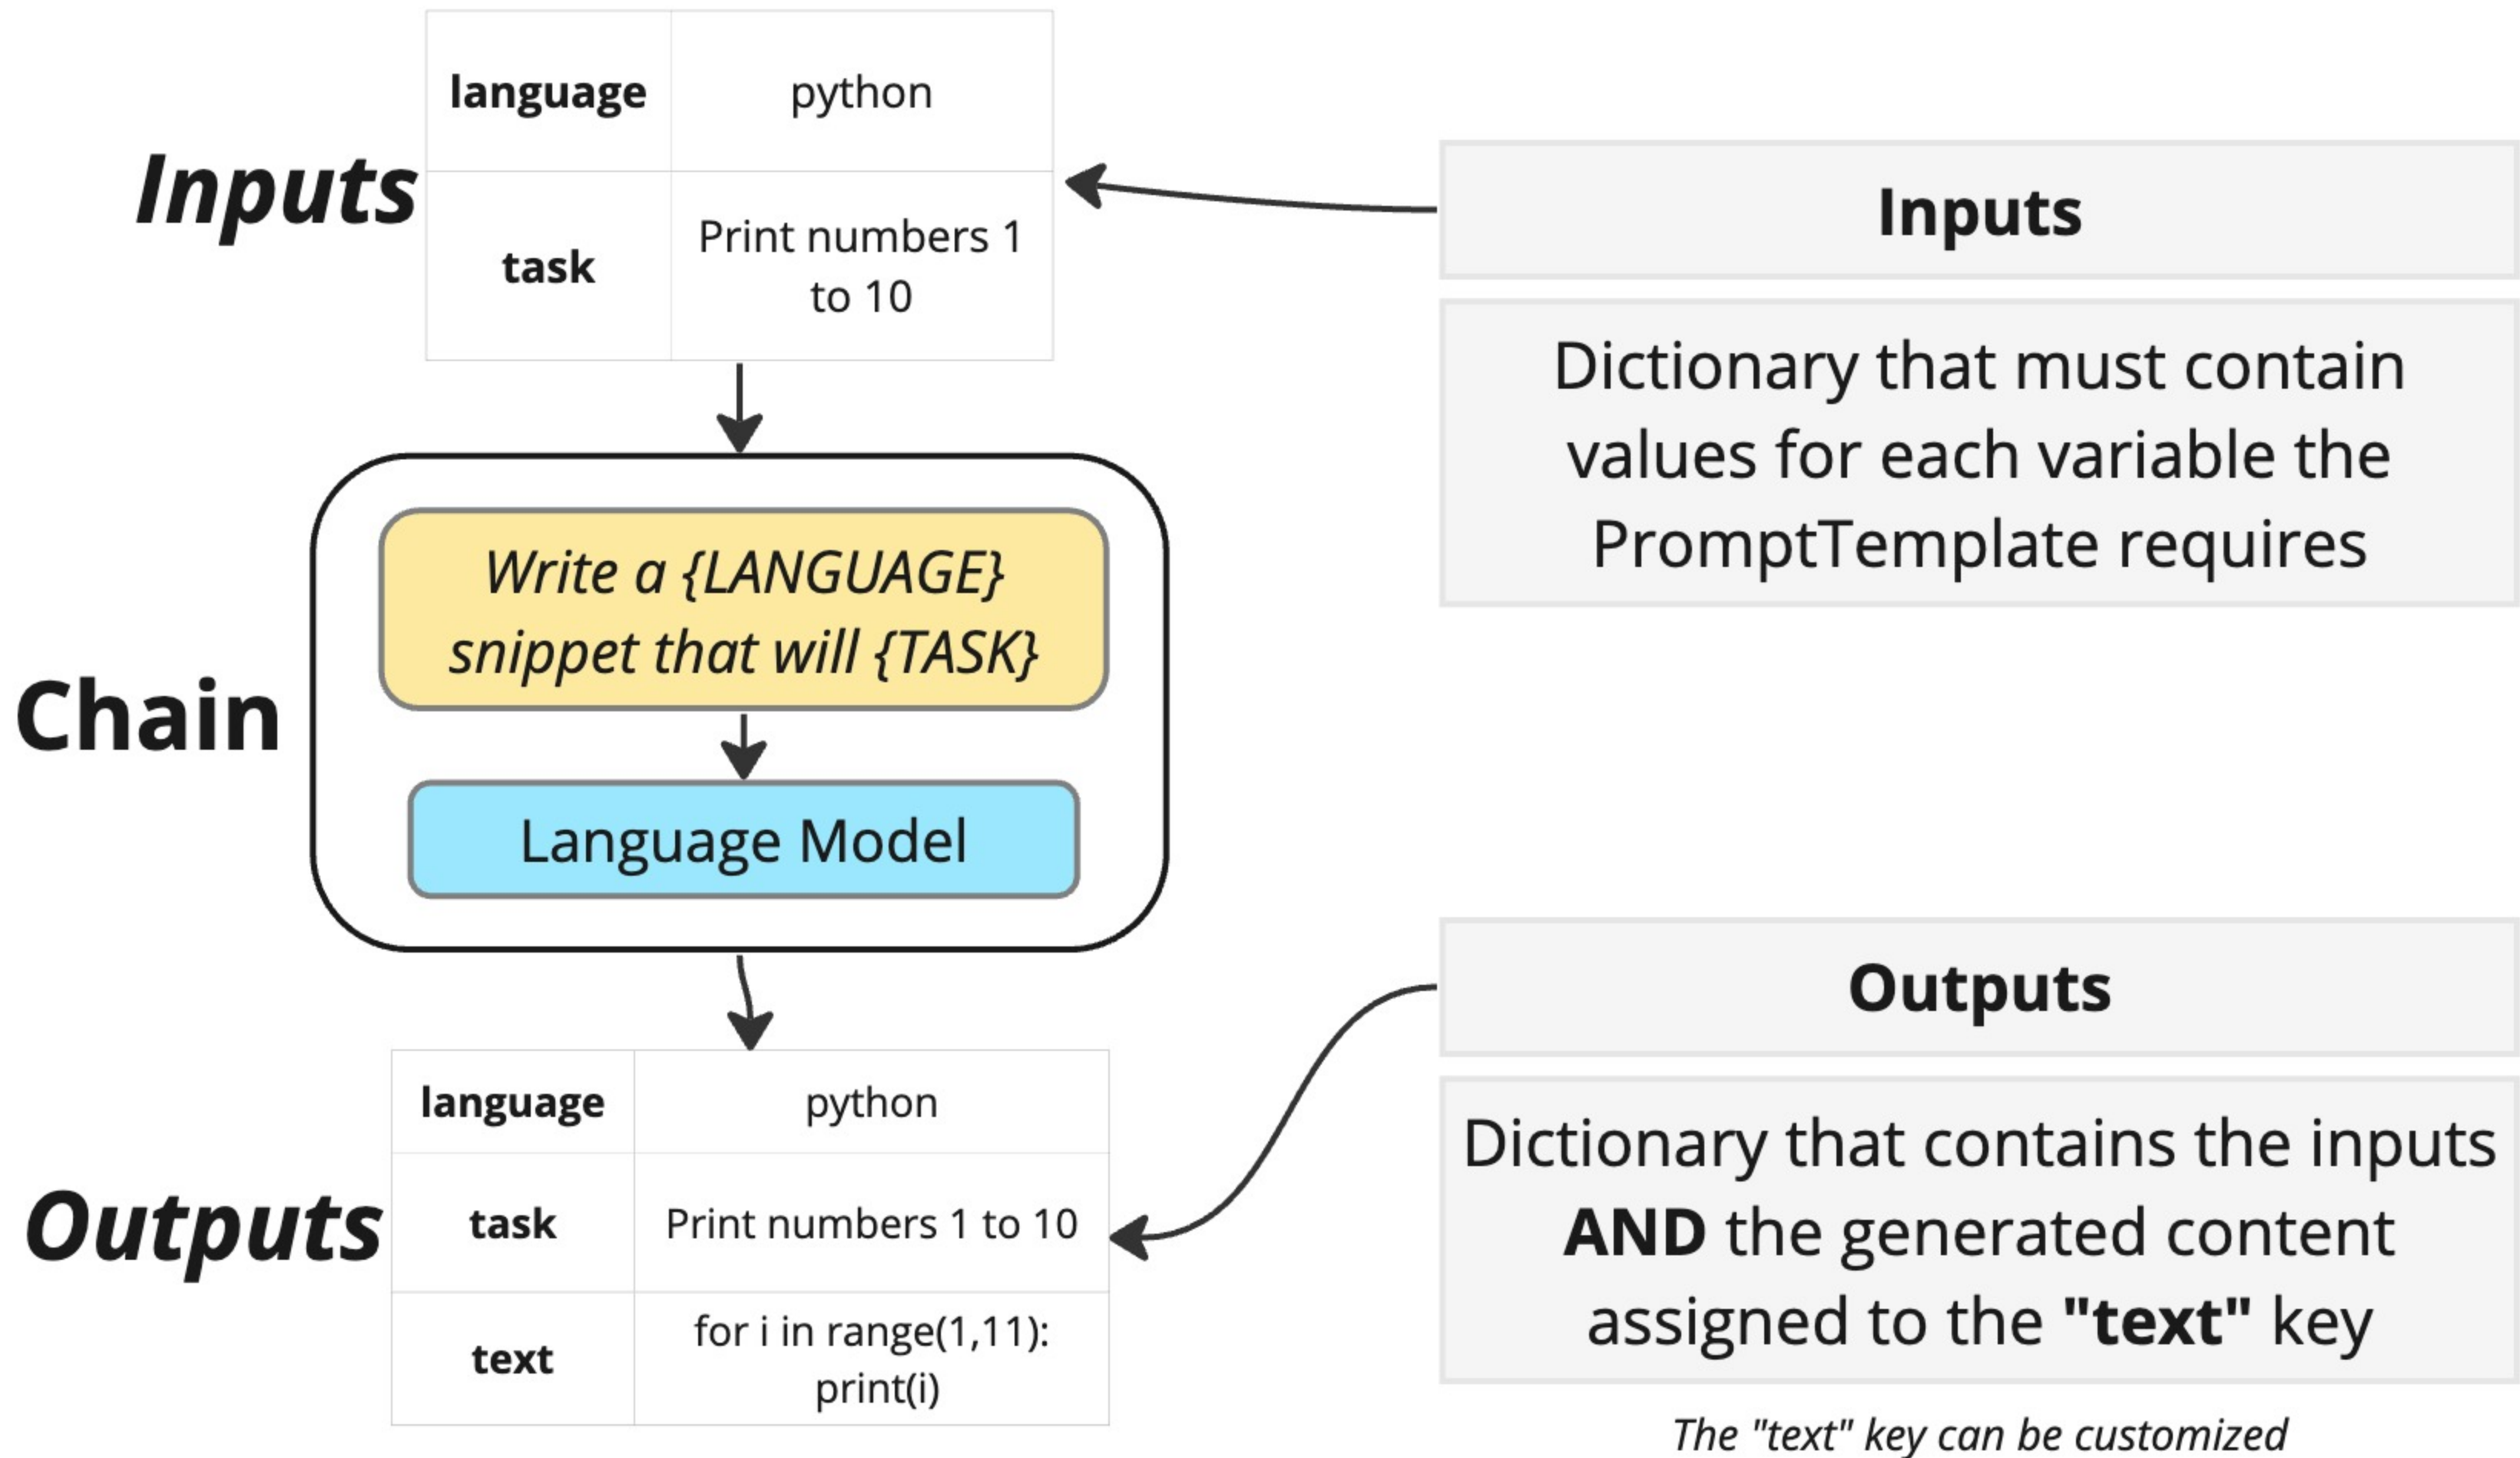 Inputs
language
python
task
Print numbers 1
to 10
Chain
Write a {LANGUAGE}
snippet that will {TASK}
Language Model
Outputs
language
python
task
Print numbers 1 to 10
text
for i in range(1,11):
print(i)
Inputs
Dictionary that must contain
values for each variable the
PromptTemplate requires
Outputs
Dictionary that contains the inputs
AND the generated content
assigned to the "text" key
The "text" key can be customized